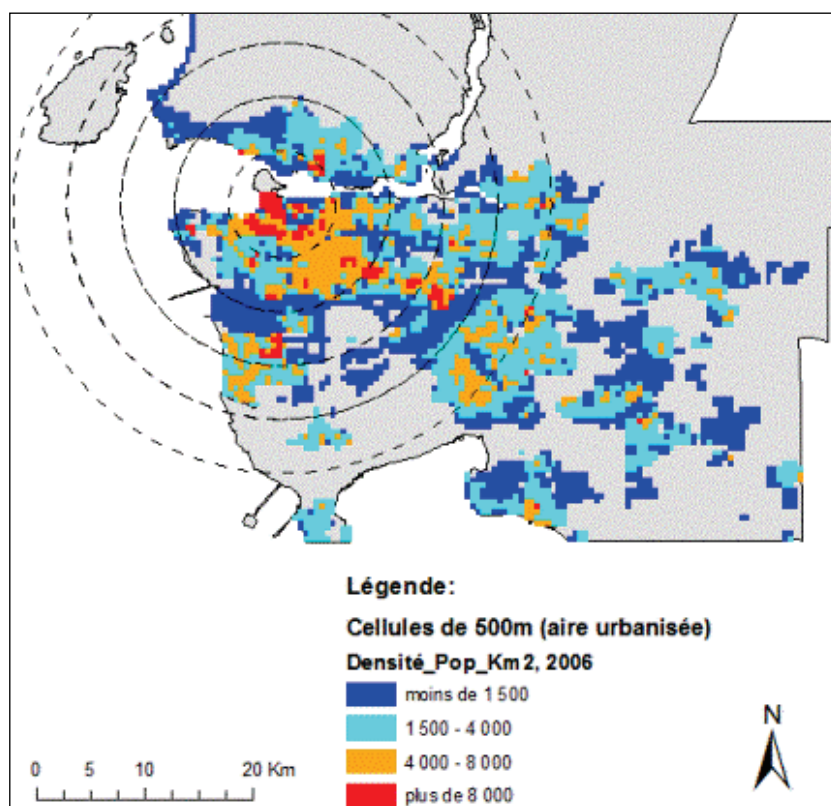 Légende:
Cellules de 500m (aire urbanisée)
Densité_Pop_Km2, 2006
moins de 1 500
1 500 - 4 000
4 000 - 8 000
plus de 8 000
N
0 5 10 20 Km